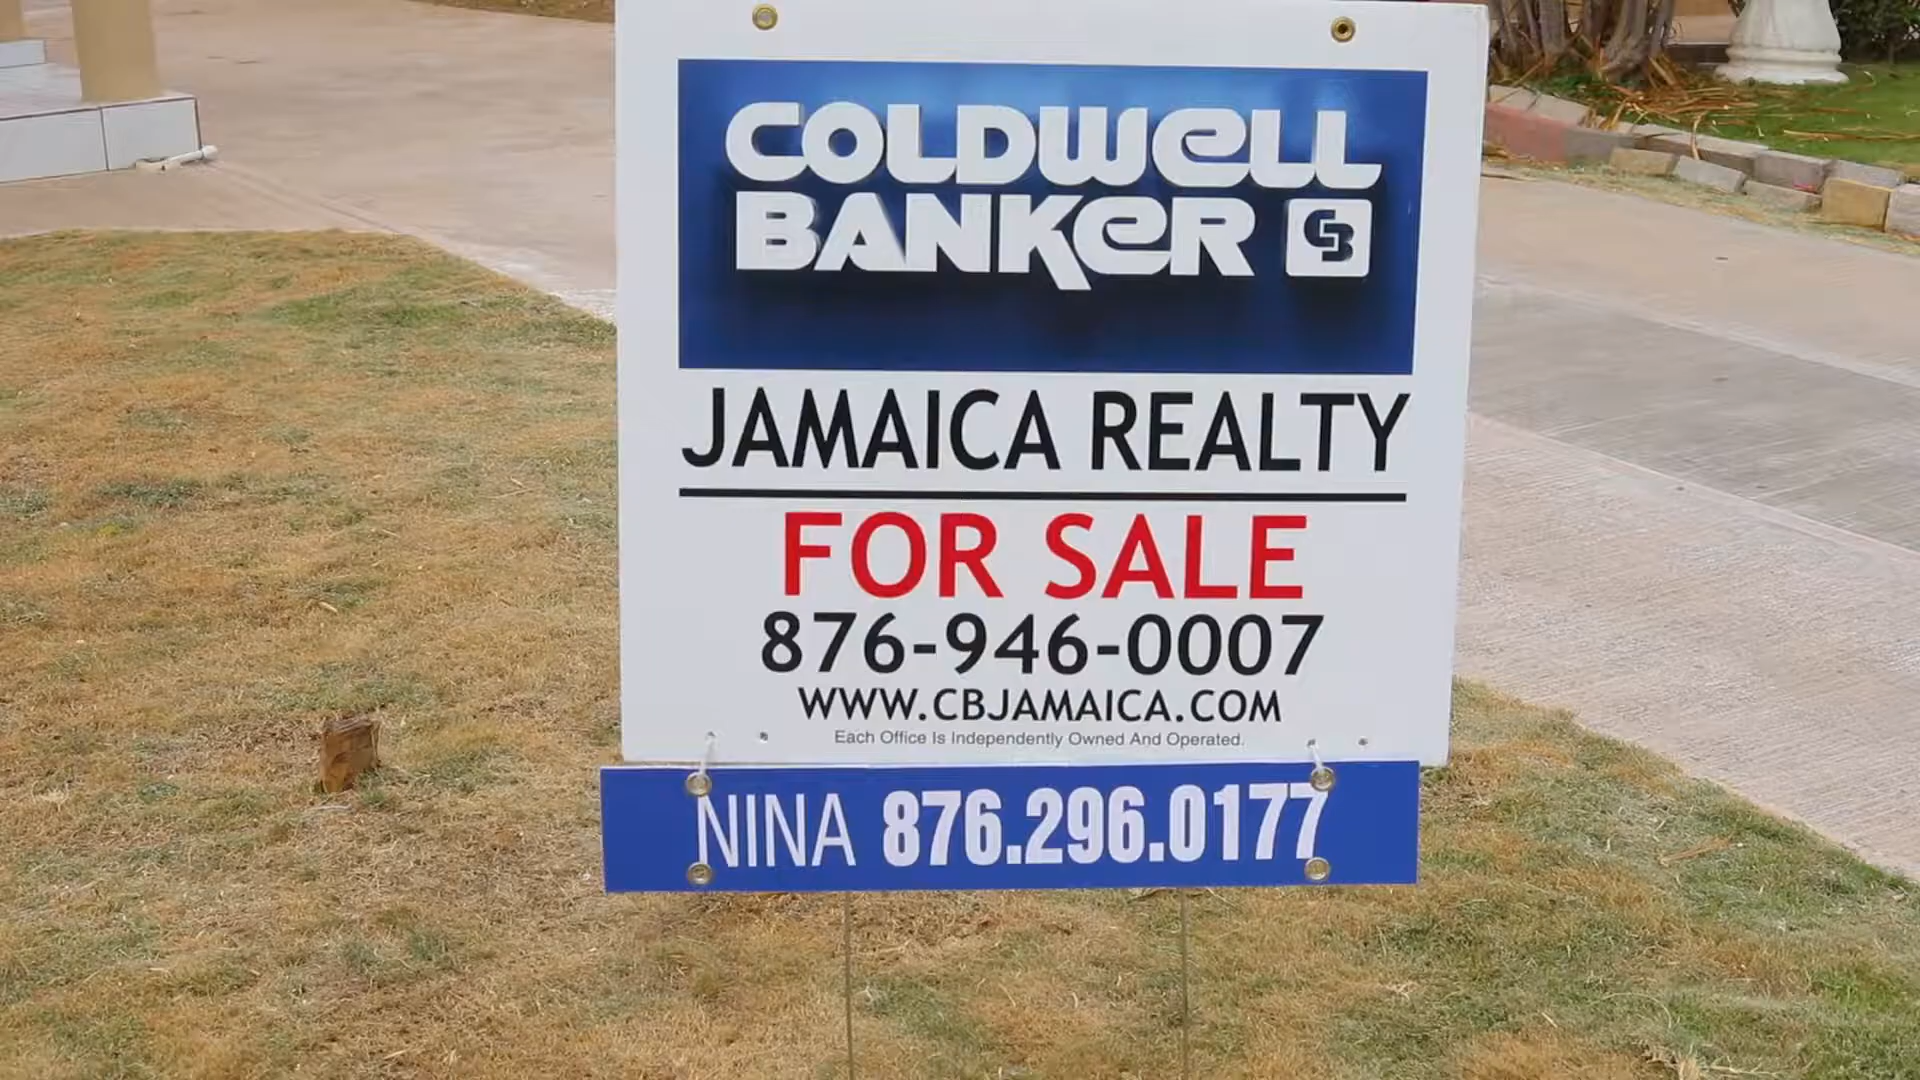 COLDWELL
BANKER CB
JAMAICA REALTY
FOR SALE
876-946-0007
WWW.CBJAMAICA.COM
Each Office Is Independently Owned And Operated.
NINA 876.296.0177